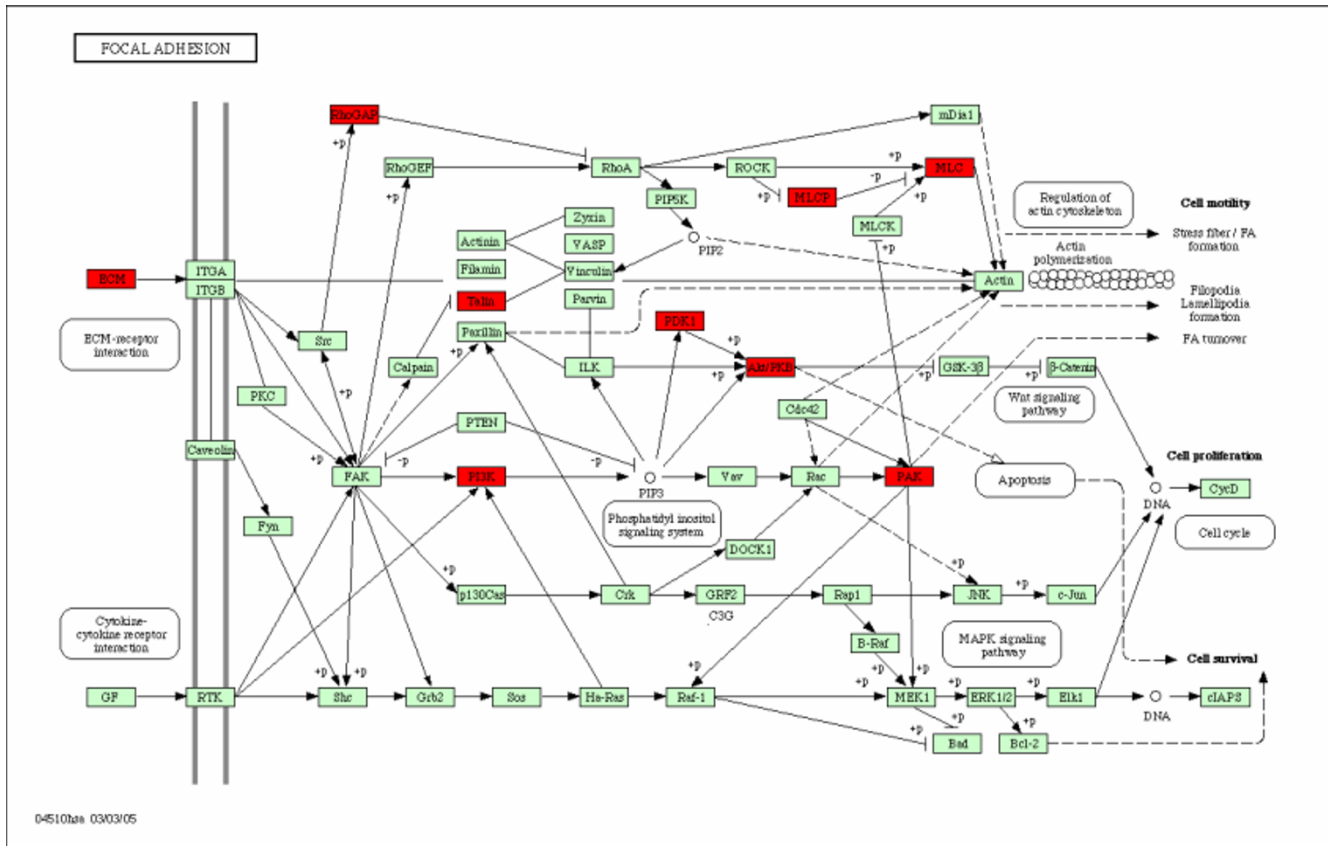 FOCAL ADHESION
RhoGAP
mDia1
+p
+p
RhoGEF
RhoA
ROCK
MLC
-p
+p
MLCP
+p
PIP5K
Regulation of
actin cytoskeleton
Cell motility
Zyxin
MLCK
+p
Stress fiber / FA
formation
Actinin
VASP
PIP2
Actin
polymerization
ECM
ITGA
Filamin
Vinculin
Actin
ITGB
Talin
Parvin
Filopodia
Lamellipodia
formation
PDK1
ECM-receptor
interaction
Src
Paxillin
+p
+p
FA turnover
Calpain
ILK
+p
Akt/PKB
GSK-3β
β-Catenin
+p
PKC
Cdc42
Wnt signaling
pathway
PTEN
Caveolin
+p
-p
-p
Cell proliferation
FAK
PI3K
PIP3
Vav
Rac
PAK
Apoptosis
CycD
DNA
Fyn
Phosphatidyl inositol
signaling system
Cell cycle
DOCK1
+p
+p
+p
p130Cas
Crk
GRF2
Rap1
JNK
c-Jun
C3G
Cytokine-
cytokine receptor
interaction
B-Raf
MAPK signaling
pathway
+p
+p
+p
+p
+p
Cell survival
GF
RTK
Shc
Grb2
Sos
Ha-Ras
Raf-1
MEK1
+p
ERK1/2
+p
Elk1
cIAPS
DNA
+p
+p
+p
Bad
Bcl-2
04510hsa 03/03/05